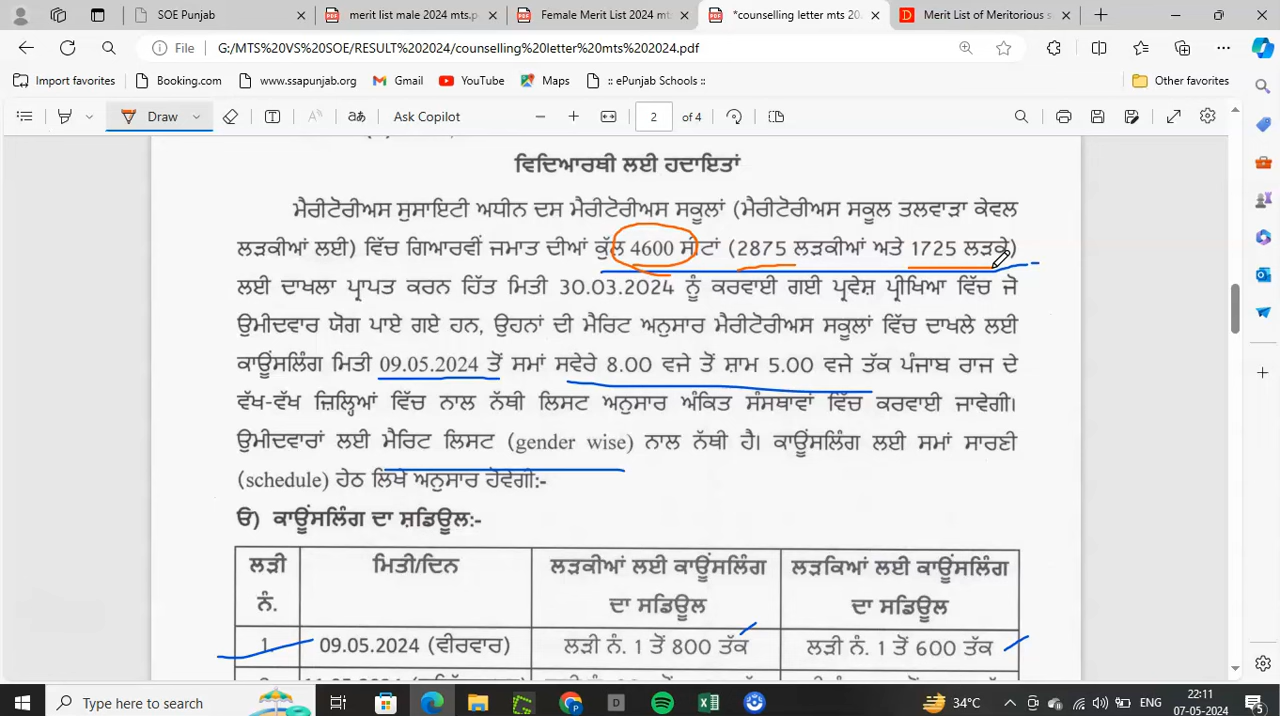 SOE Punjab
merit list male 2024 mts.p
Female Merit List 2024 mts
*counselling letter mts 20
Merit List of Meritorious s
File G:/MTS%20VS%20SOE/RESULT%202024/counselling%20letter%20mts%202024.pdf
Import favorites Booking.com www.ssapunjab.org Gmail YouTube Maps :: ePunjab Schools :: Other favorites
Draw aあ Ask Copilot 2 of 4
ਵਿਦਿਆਰਥੀ ਲਈ ਹਦਾਇਤਾਂ
ਮੈਰੀਟੋਰੀਅਸ ਸੁਸਾਇਟੀ ਅਧੀਨ ਦਸ ਮੈਰੀਟੋਰੀਅਸ ਸਕੂਲਾਂ (ਮੈਰੀਟੋਰੀਅਸ ਸਕੂਲ ਤਲਵਾੜਾ ਕੇਵਲ
ਲੜਕੀਆਂ ਲਈ) ਵਿੱਚ ਗਿਆਰਵੀਂ ਜਮਾਤ ਦੀਆਂ ਕੁੱਲ 4600 ਸੀਟਾਂ (2875 ਲੜਕੀਆਂ ਅਤੇ 1725 ਲੜਕੇ)
ਲਈ ਦਾਖਲਾ ਪ੍ਰਾਪਤ ਕਰਨ ਹਿੱਤ ਮਿਤੀ 30.03.2024 ਨੂੰ ਕਰਵਾਈ ਗਈ ਪ੍ਰਵੇਸ਼ ਪ੍ਰੀਖਿਆ ਵਿੱਚ ਜੋ
ਉਮੀਦਵਾਰ ਯੋਗ ਪਾਏ ਗਏ ਹਨ, ਉਹਨਾਂ ਦੀ ਮੈਰਿਟ ਅਨੁਸਾਰ ਮੈਰੀਟੋਰੀਅਸ ਸਕੂਲਾਂ ਵਿੱਚ ਦਾਖਲੇ ਲਈ
ਕਾਊਂਸਲਿੰਗ ਮਿਤੀ 09.05.2024 ਤੋਂ ਸਮਾਂ ਸਵੇਰੇ 8.00 ਵਜੇ ਤੋਂ ਸ਼ਾਮ 5.00 ਵਜੇ ਤੱਕ ਪੰਜਾਬ ਰਾਜ ਦੇ
ਵੱਖ-ਵੱਖ ਜ਼ਿਲ੍ਹਿਆਂ ਵਿੱਚ ਨਾਲ ਨੱਥੀ ਲਿਸਟ ਅਨੁਸਾਰ ਅੰਕਿਤ ਸੰਸਥਾਵਾਂ ਵਿੱਚ ਕਰਵਾਈ ਜਾਵੇਗੀ।
ਉਮੀਦਵਾਰਾਂ ਲਈ ਮੈਰਿਟ ਲਿਸਟ (gender wise) ਨਾਲ ਨੱਥੀ ਹੈ। ਕਾਊਂਸਲਿੰਗ ਲਈ ਸਮਾਂ ਸਾਰਣੀ
(schedule) ਹੇਠ ਲਿਖੇ ਅਨੁਸਾਰ ਹੋਵੇਗੀ:-
ੳ) ਕਾਊਂਸਲਿੰਗ ਦਾ ਸ਼ਡਿਊਲ:-
ਲੜੀ ਨੰ. ਮਿਤੀ/ਦਿਨ ਲੜਕੀਆਂ ਲਈ ਕਾਊਂਸਲਿੰਗ ਦਾ ਸਡਿਊਲ ਲੜਕਿਆਂ ਲਈ ਕਾਊਂਸਲਿੰਗ ਦਾ ਸਡਿਊਲ
1. 09.05.2024 (ਵੀਰਵਾਰ) ਲੜੀ ਨੰ. 1 ਤੋਂ 800 ਤੱਕ ਲੜੀ ਨੰ. 1 ਤੋਂ 600 ਤੱਕ
Type here to search 34°C ENG 22:11
07-05-2024